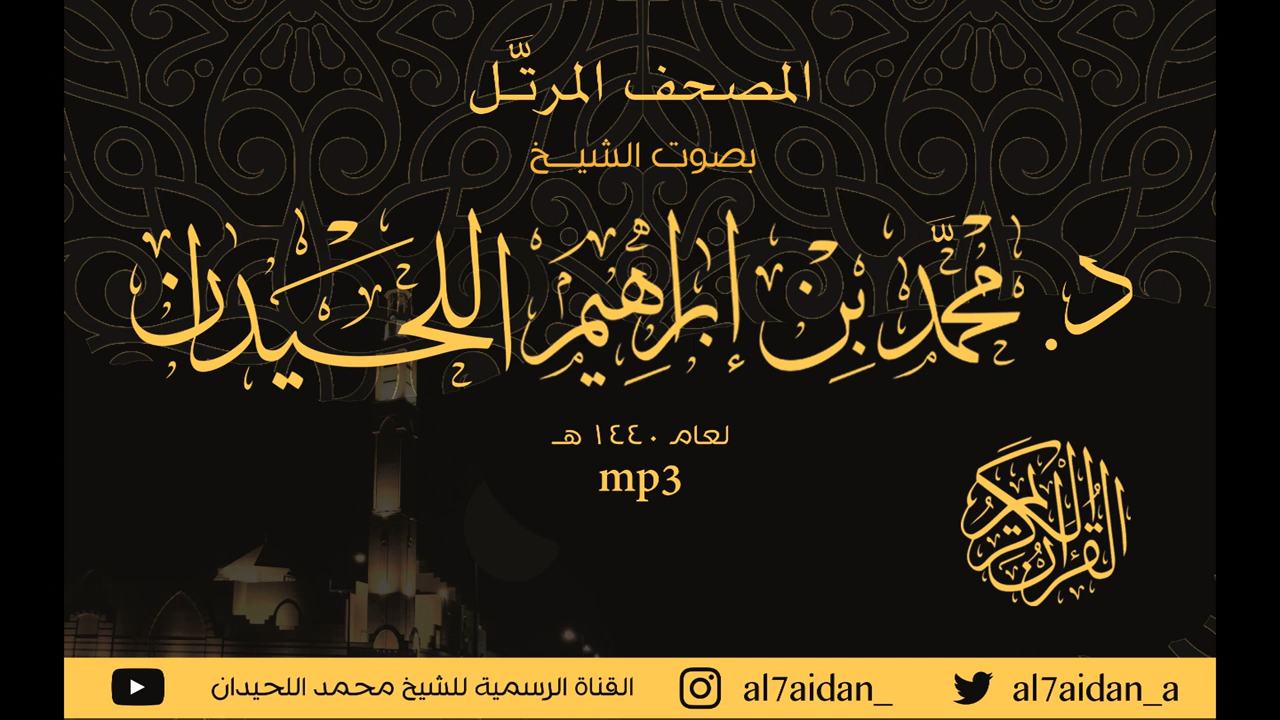 المصحف المرتّل
بصوت الشيخ
د. محمّد بن إبراهيم اللحيدان
لعام ١٤٤٠ هـ
mp3
القرآن الكريم
al7aidan_a
al7aidan_
القناة الرسمية للشيخ محمد اللحيدان